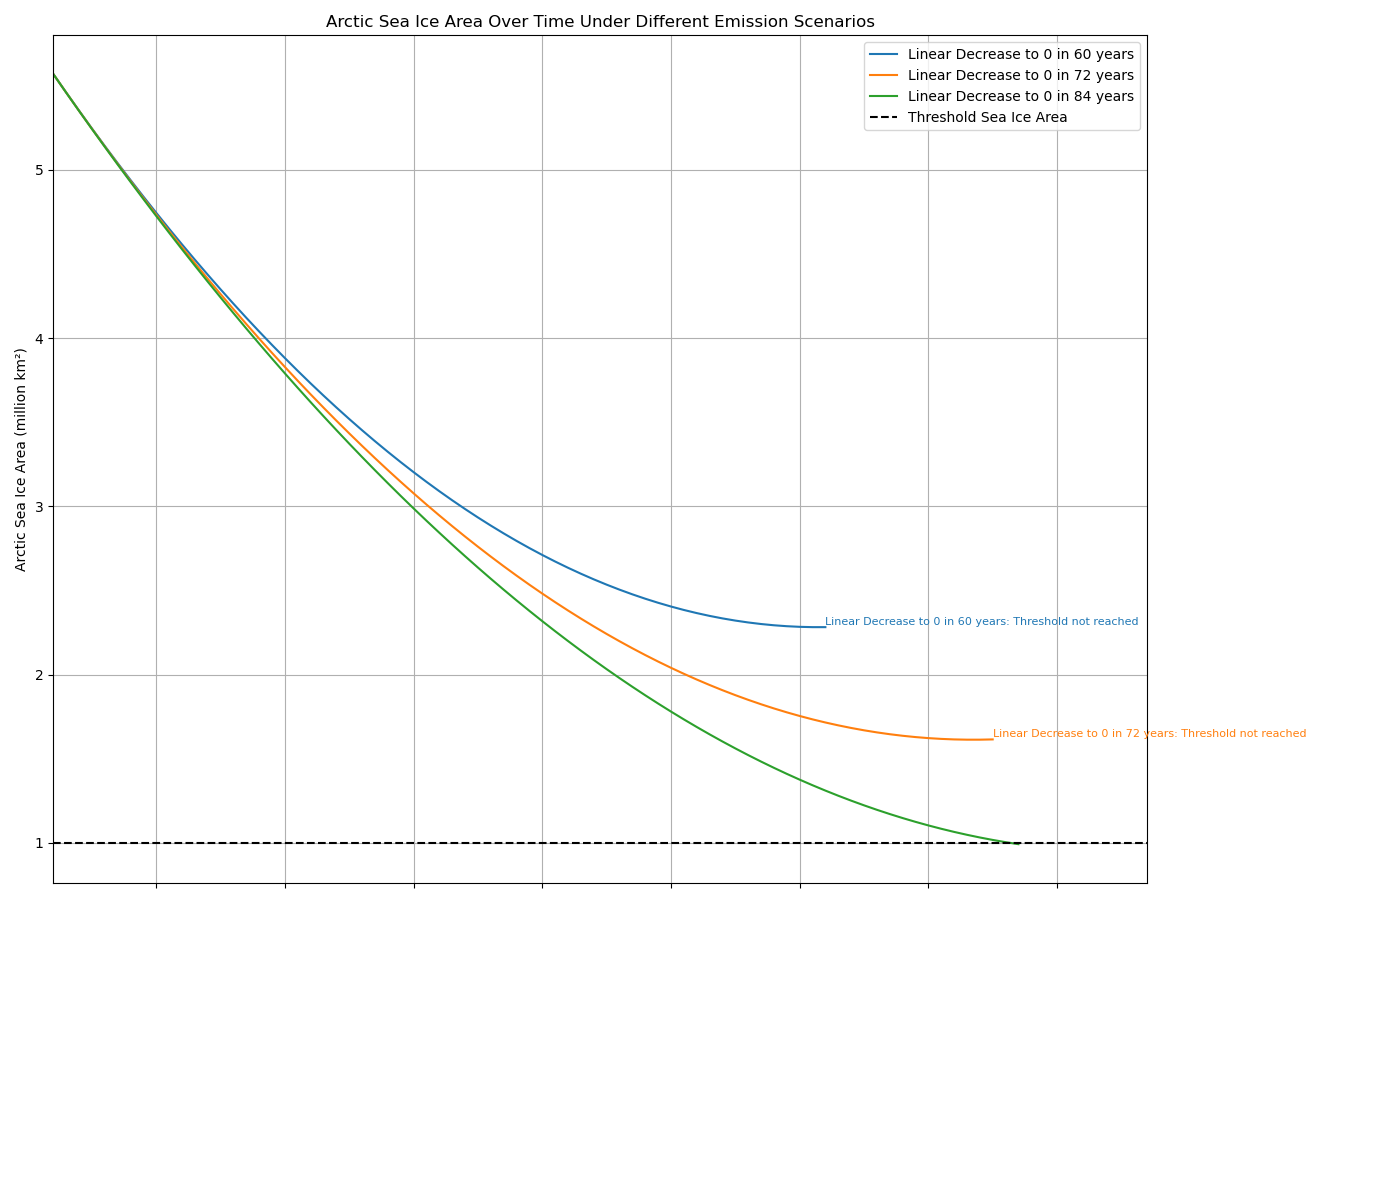 Arctic Sea Ice Area Over Time Under Different Emission Scenarios
Linear Decrease to 0 in 60 years
Linear Decrease to 0 in 72 years
Linear Decrease to 0 in 84 years
Threshold Sea Ice Area
Arctic Sea Ice Area (million km²)
5
4
3
2
1
Linear Decrease to 0 in 60 years: Threshold not reached
Linear Decrease to 0 in 72 years: Threshold not reached